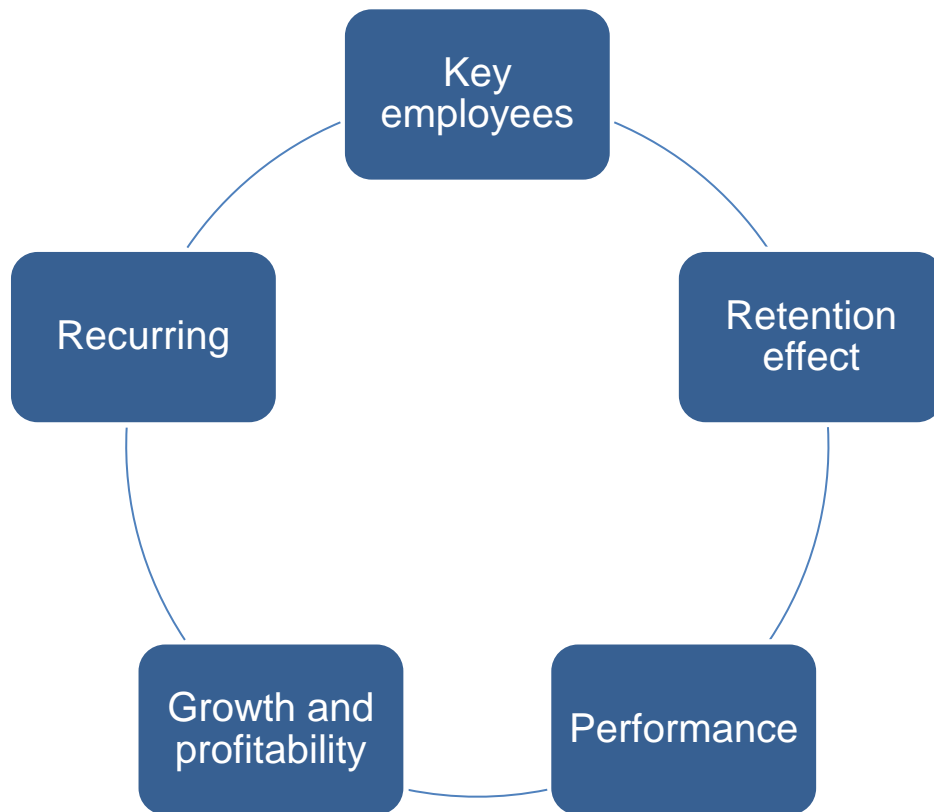 Key
employees
Retention
effect
Performance
Growth and
profitability
Recurring